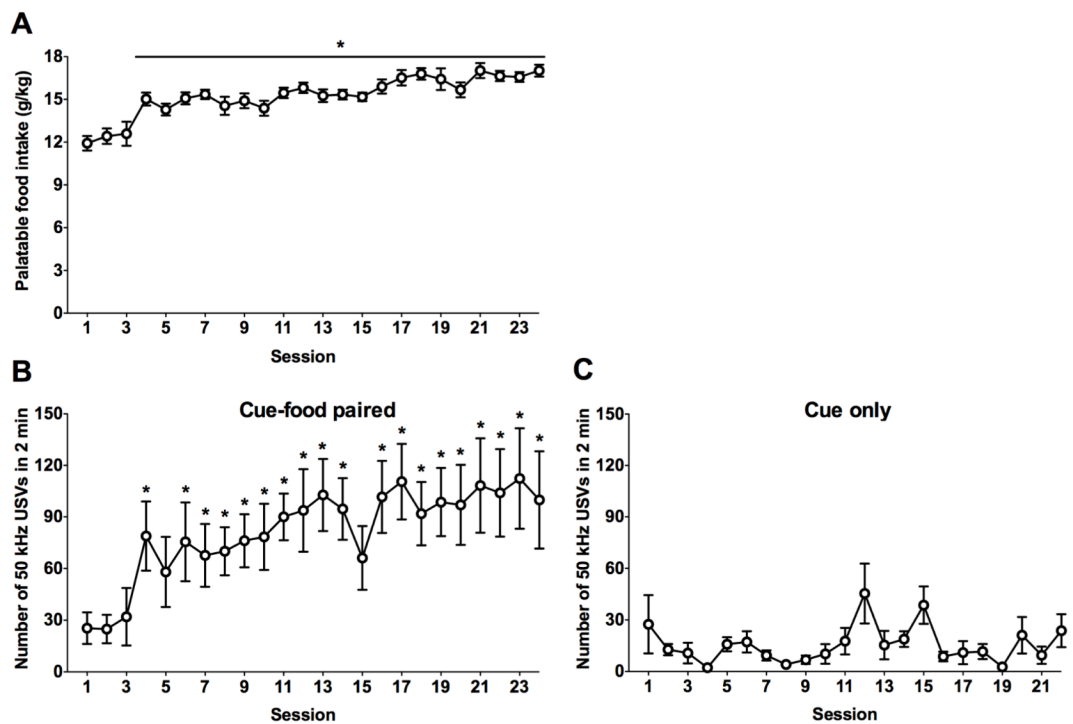 A
*
Palatable food intake (g/kg)
18
15
12
9
6
3
0
1 3 5 7 9 11 13 15 17 19 21 23
Session
B
Cue-food paired
Number of 50 kHz USVs in 2 min
150
120
90
60
30
0
* * * * * * * * * * * * * * * * * * *
1 3 5 7 9 11 13 15 17 19 21 23
Session
C
Cue only
Number of 50 kHz USVs in 2 min
150
120
90
60
30
0
1 3 5 7 9 11 13 15 17 19 21
Session